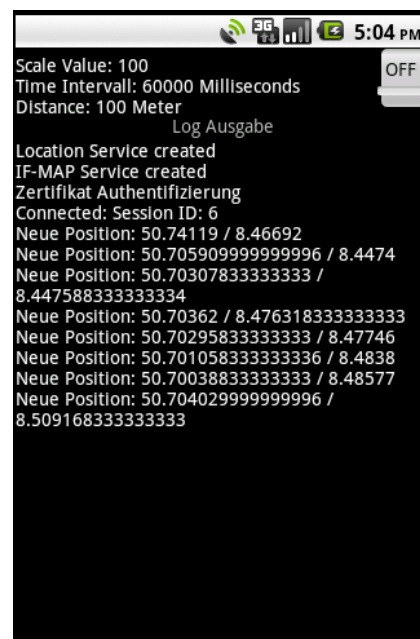 3G 5:04 PM
Scale Value: 100
OFF
Time Intervall: 60000 Milliseconds
Distance: 100 Meter
Log Ausgabe
Location Service created
IF-MAP Service created
Zertifikat Authentifizierung
Connected: Session ID: 6
Neue Position: 50.74119 / 8.46692
Neue Position: 50.705909999999996 / 8.4474
Neue Position: 50.70307833333333 /
8.447588333333334
Neue Position: 50.70362 / 8.476318333333333
Neue Position: 50.70295833333333 / 8.47746
Neue Position: 50.701058333333336 / 8.4838
Neue Position: 50.70038833333333 / 8.48577
Neue Position: 50.704029999999996 /
8.509168333333333